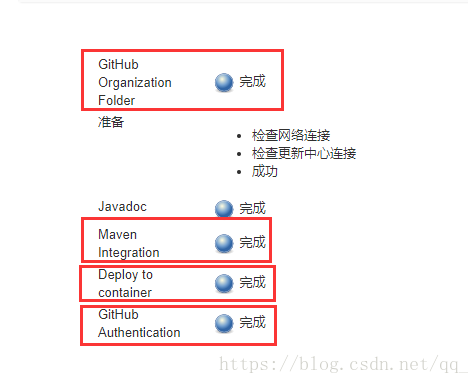 GitHub
Organization
Folder
完成
准备
检查网络连接
检查更新中心连接
成功
Javadoc
完成
Maven
Integration
完成
Deploy to
container
完成
GitHub
Authentication
完成
https://blog.csdn.net/qq_